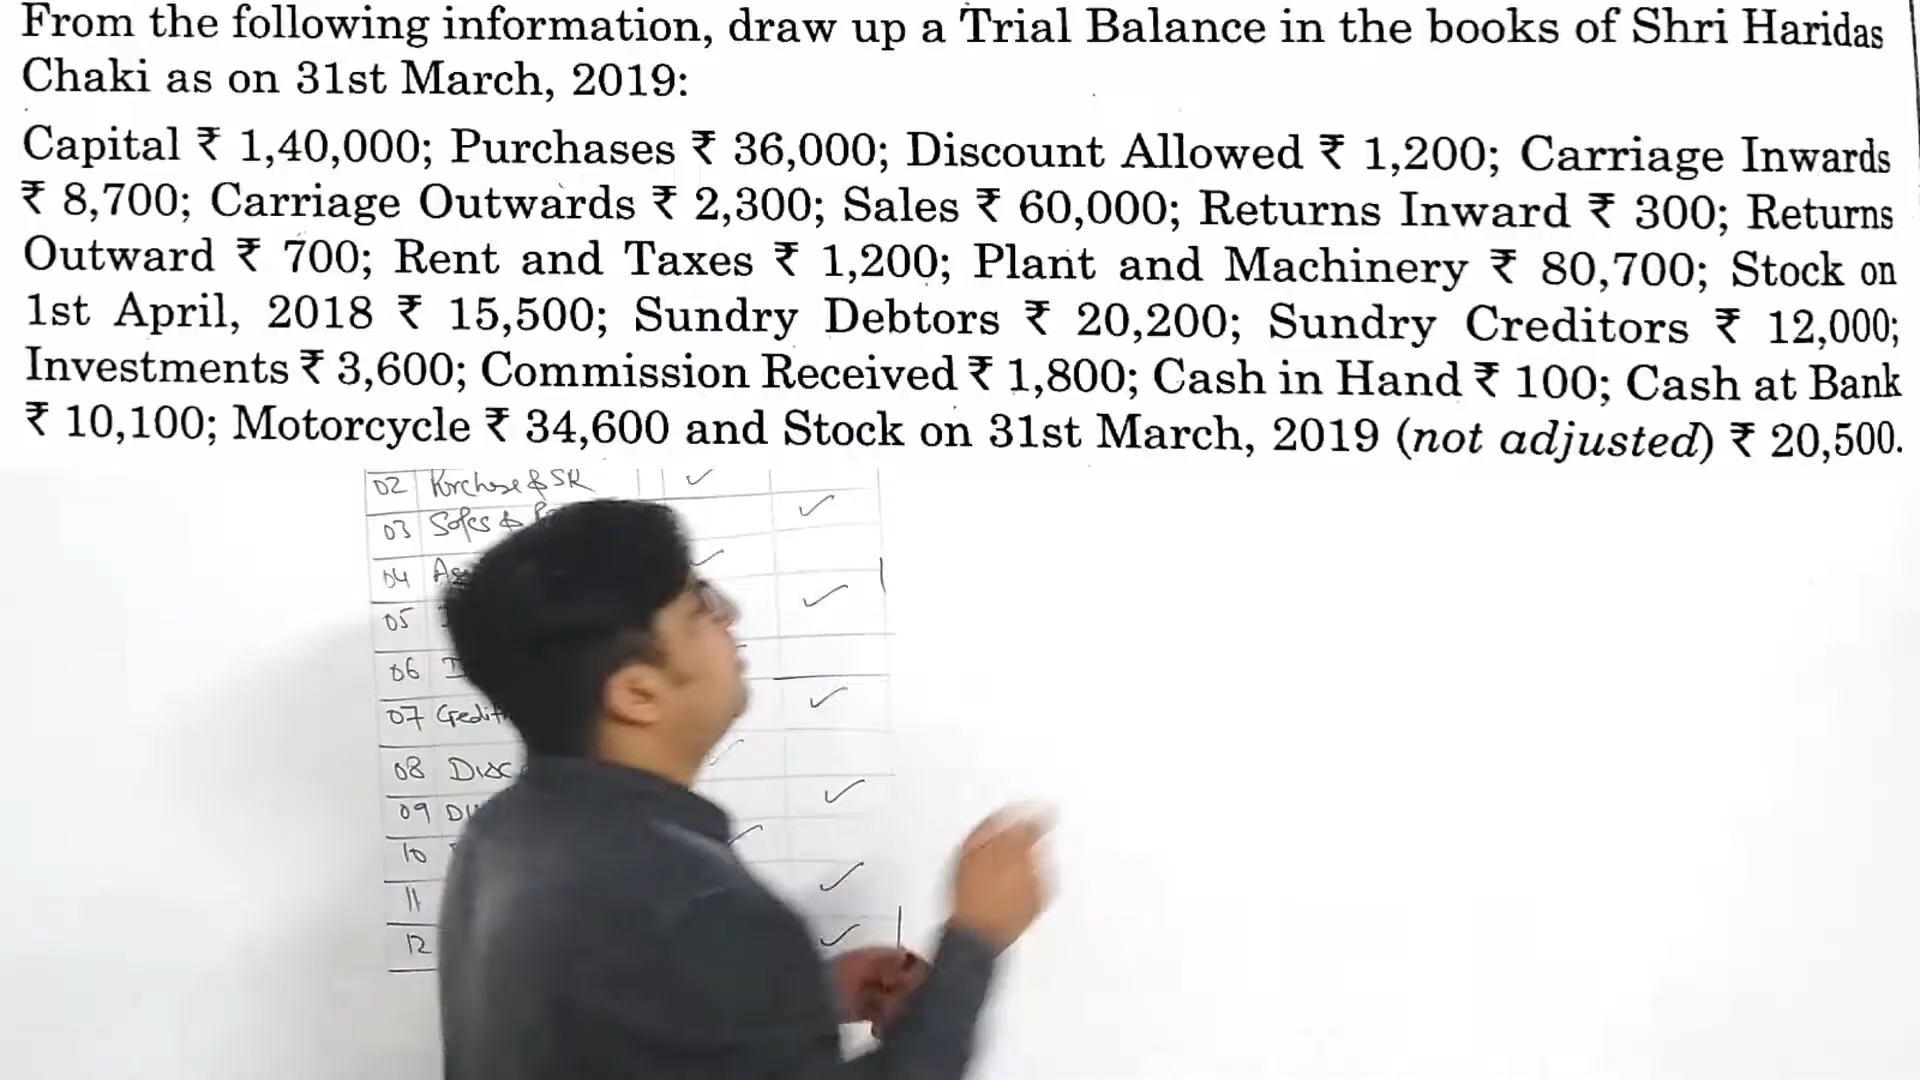 From the following information, draw up a Trial Balance in the books of Shri Haridas
Chaki as on 31st March, 2019:
Capital ₹ 1,40,000; Purchases ₹ 36,000; Discount Allowed ₹ 1,200; Carriage Inwards
₹ 8,700; Carriage Outwards ₹ 2,300; Sales ₹ 60,000; Returns Inward ₹ 300; Returns
Outward ₹ 700; Rent and Taxes ₹ 1,200; Plant and Machinery ₹ 80,700; Stock on
1st April, 2018 ₹ 15,500; Sundry Debtors ₹ 20,200; Sundry Creditors ₹ 12,000;
Investments ₹ 3,600; Commission Received ₹ 1,800; Cash in Hand ₹ 100; Cash at Bank
₹ 10,100; Motorcycle ₹ 34,600 and Stock on 31st March, 2019 (not adjusted) ₹ 20,500.
02 & SR ✓
03 & ✓
04 ✓
05 ✓
06
07 ✓
08 ✓
09 ✓
10 ✓
11 ✓
12 ✓